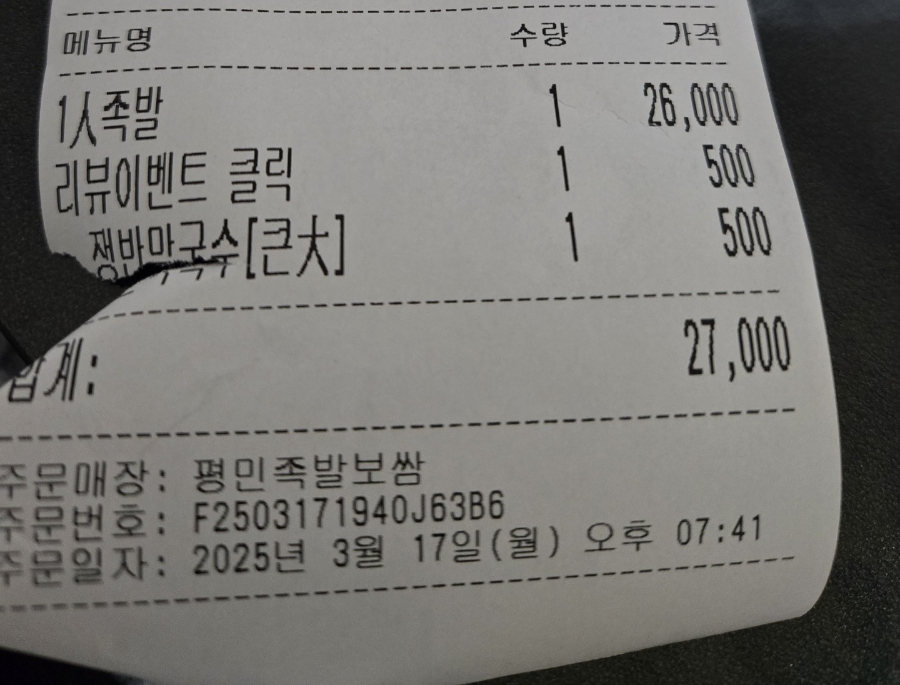 메뉴명 수량 가격
1人족발 1 26,000
리뷰이벤트 클릭 1 500
쟁반막국수[큰大] 1 500
합계: 27,000
주문매장: 평민족발보쌈
주문번호: F2503171940J63B6
주문일자: 2025년 3월 17일(월) 오후 07:41